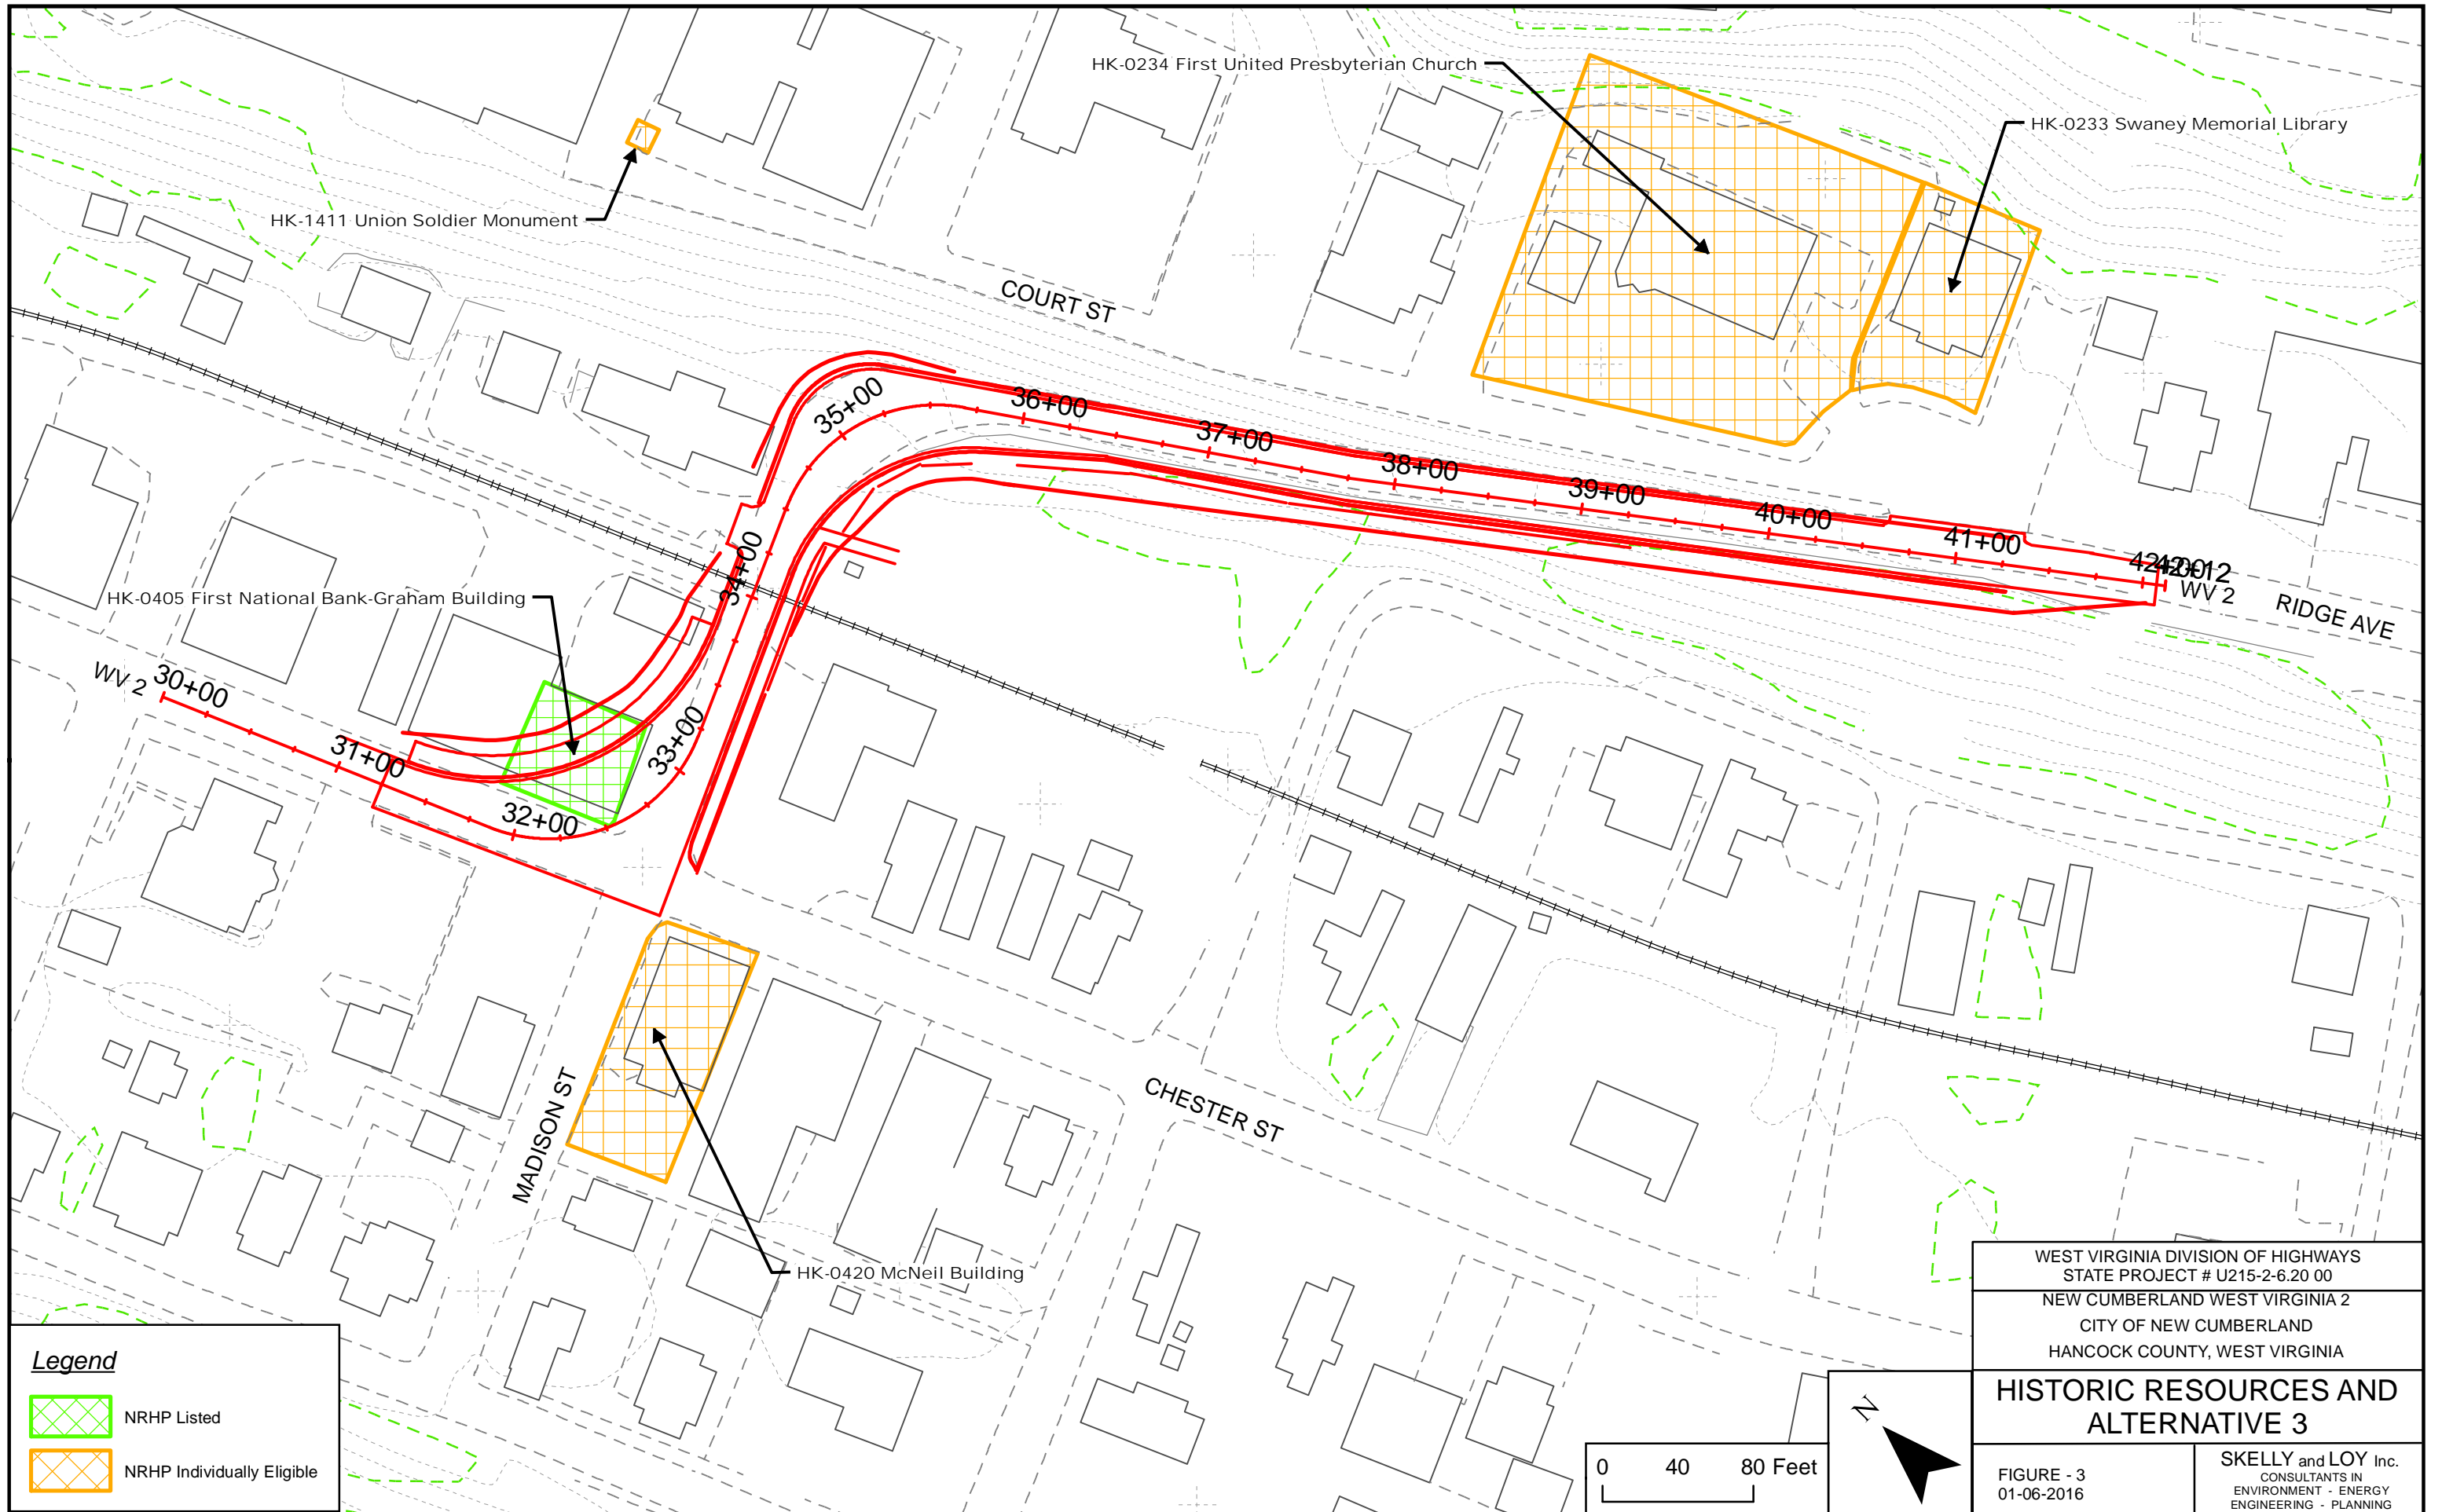 HK-0234 First United Presbyterian Church
HK-0233 Swaney Memorial Library
HK-1411 Union Soldier Monument
COURT ST
35+00
36+00
37+00
38+00
39+00
40+00
41+00
42+00
42+12
WV 2
RIDGE AVE
34+00
HK-0405 First National Bank-Graham Building
WV 2
30+00
31+00
32+00
33+00
MADISON ST
CHESTER ST
HK-0420 McNeil Building
Legend
NRHP Listed
NRHP Individually Eligible
0 40 80 Feet
N
WEST VIRGINIA DIVISION OF HIGHWAYS
STATE PROJECT # U215-2-6.20 00
NEW CUMBERLAND WEST VIRGINIA 2
CITY OF NEW CUMBERLAND
HANCOCK COUNTY, WEST VIRGINIA
HISTORIC RESOURCES AND
ALTERNATIVE 3
FIGURE - 3
01-06-2016
SKELLY and LOY Inc.
CONSULTANTS IN
ENVIRONMENT - ENERGY
ENGINEERING - PLANNING